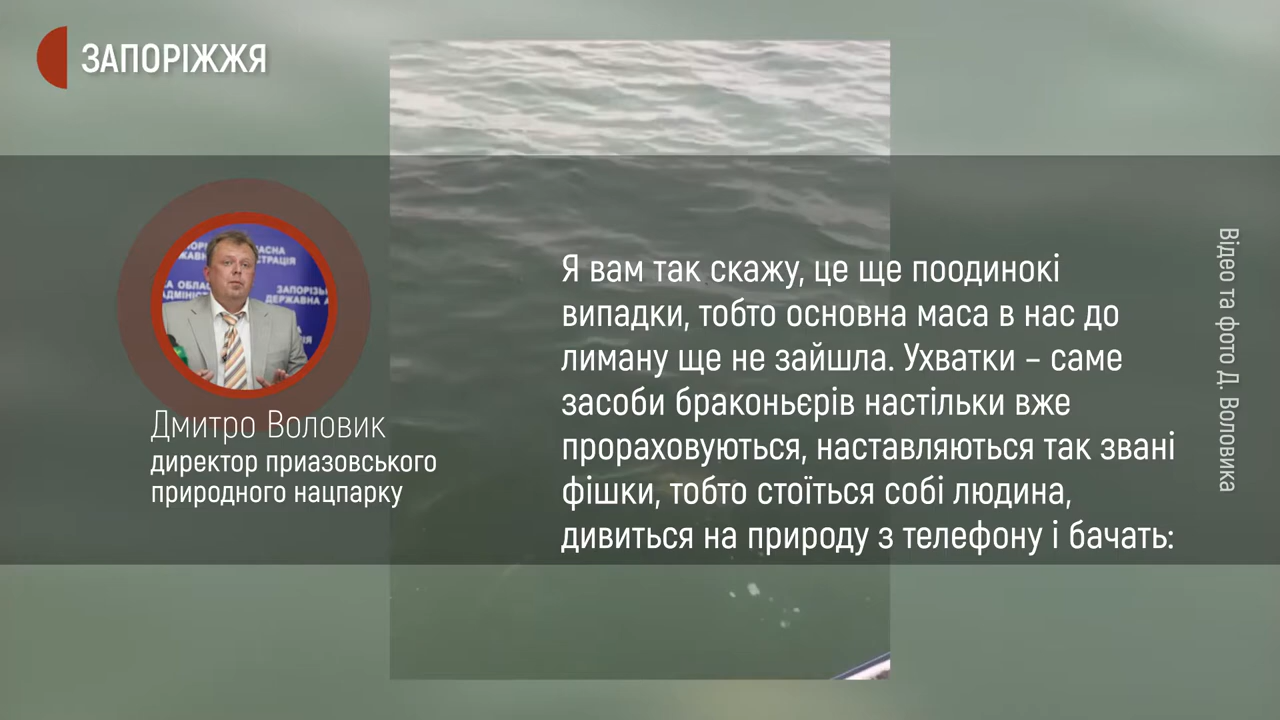 ЗАПОРІЖЖЯ
Дмитро Воловик
директор приазовського
природного нацпарку
Я вам так скажу, це ще поодинокі
випадки, тобто основна маса в нас до
лиману ще не зайшла. Ухватки – саме
засоби браконьєрів настільки вже
прораховуються, наставляються так звані
фішки, тобто стоїться собі людина,
дивиться на природу з телефону і бачать:
Відео та фото Д. Воловика